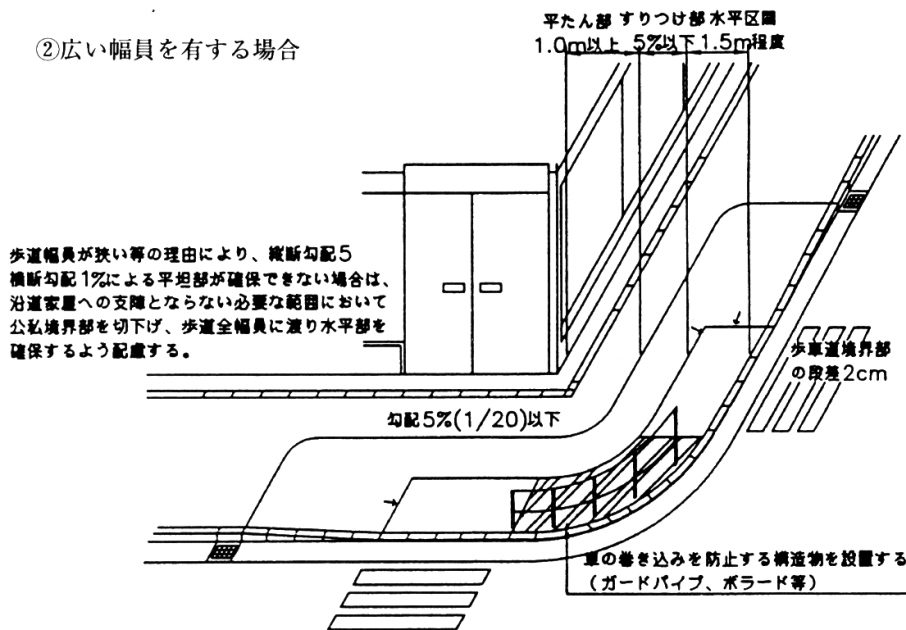 ②広い幅員を有する場合
平たん部 すりつけ部 水平区間
1.0m以上 5%以下 1.5m程度
歩道幅員が狭い等の理由により、縦断勾配5
横断勾配1%による平坦部が確保できない場合は、
沿道家屋への支障とならない必要な範囲において
公私境界部を切下げ、歩道全幅員に渡り水平部を
確保するよう配慮する。
歩車道境界部
の段差2cm
勾配5%(1/20)以下
車の巻き込みを防止する構造物を設置する
(ガードパイプ、ボラード等)